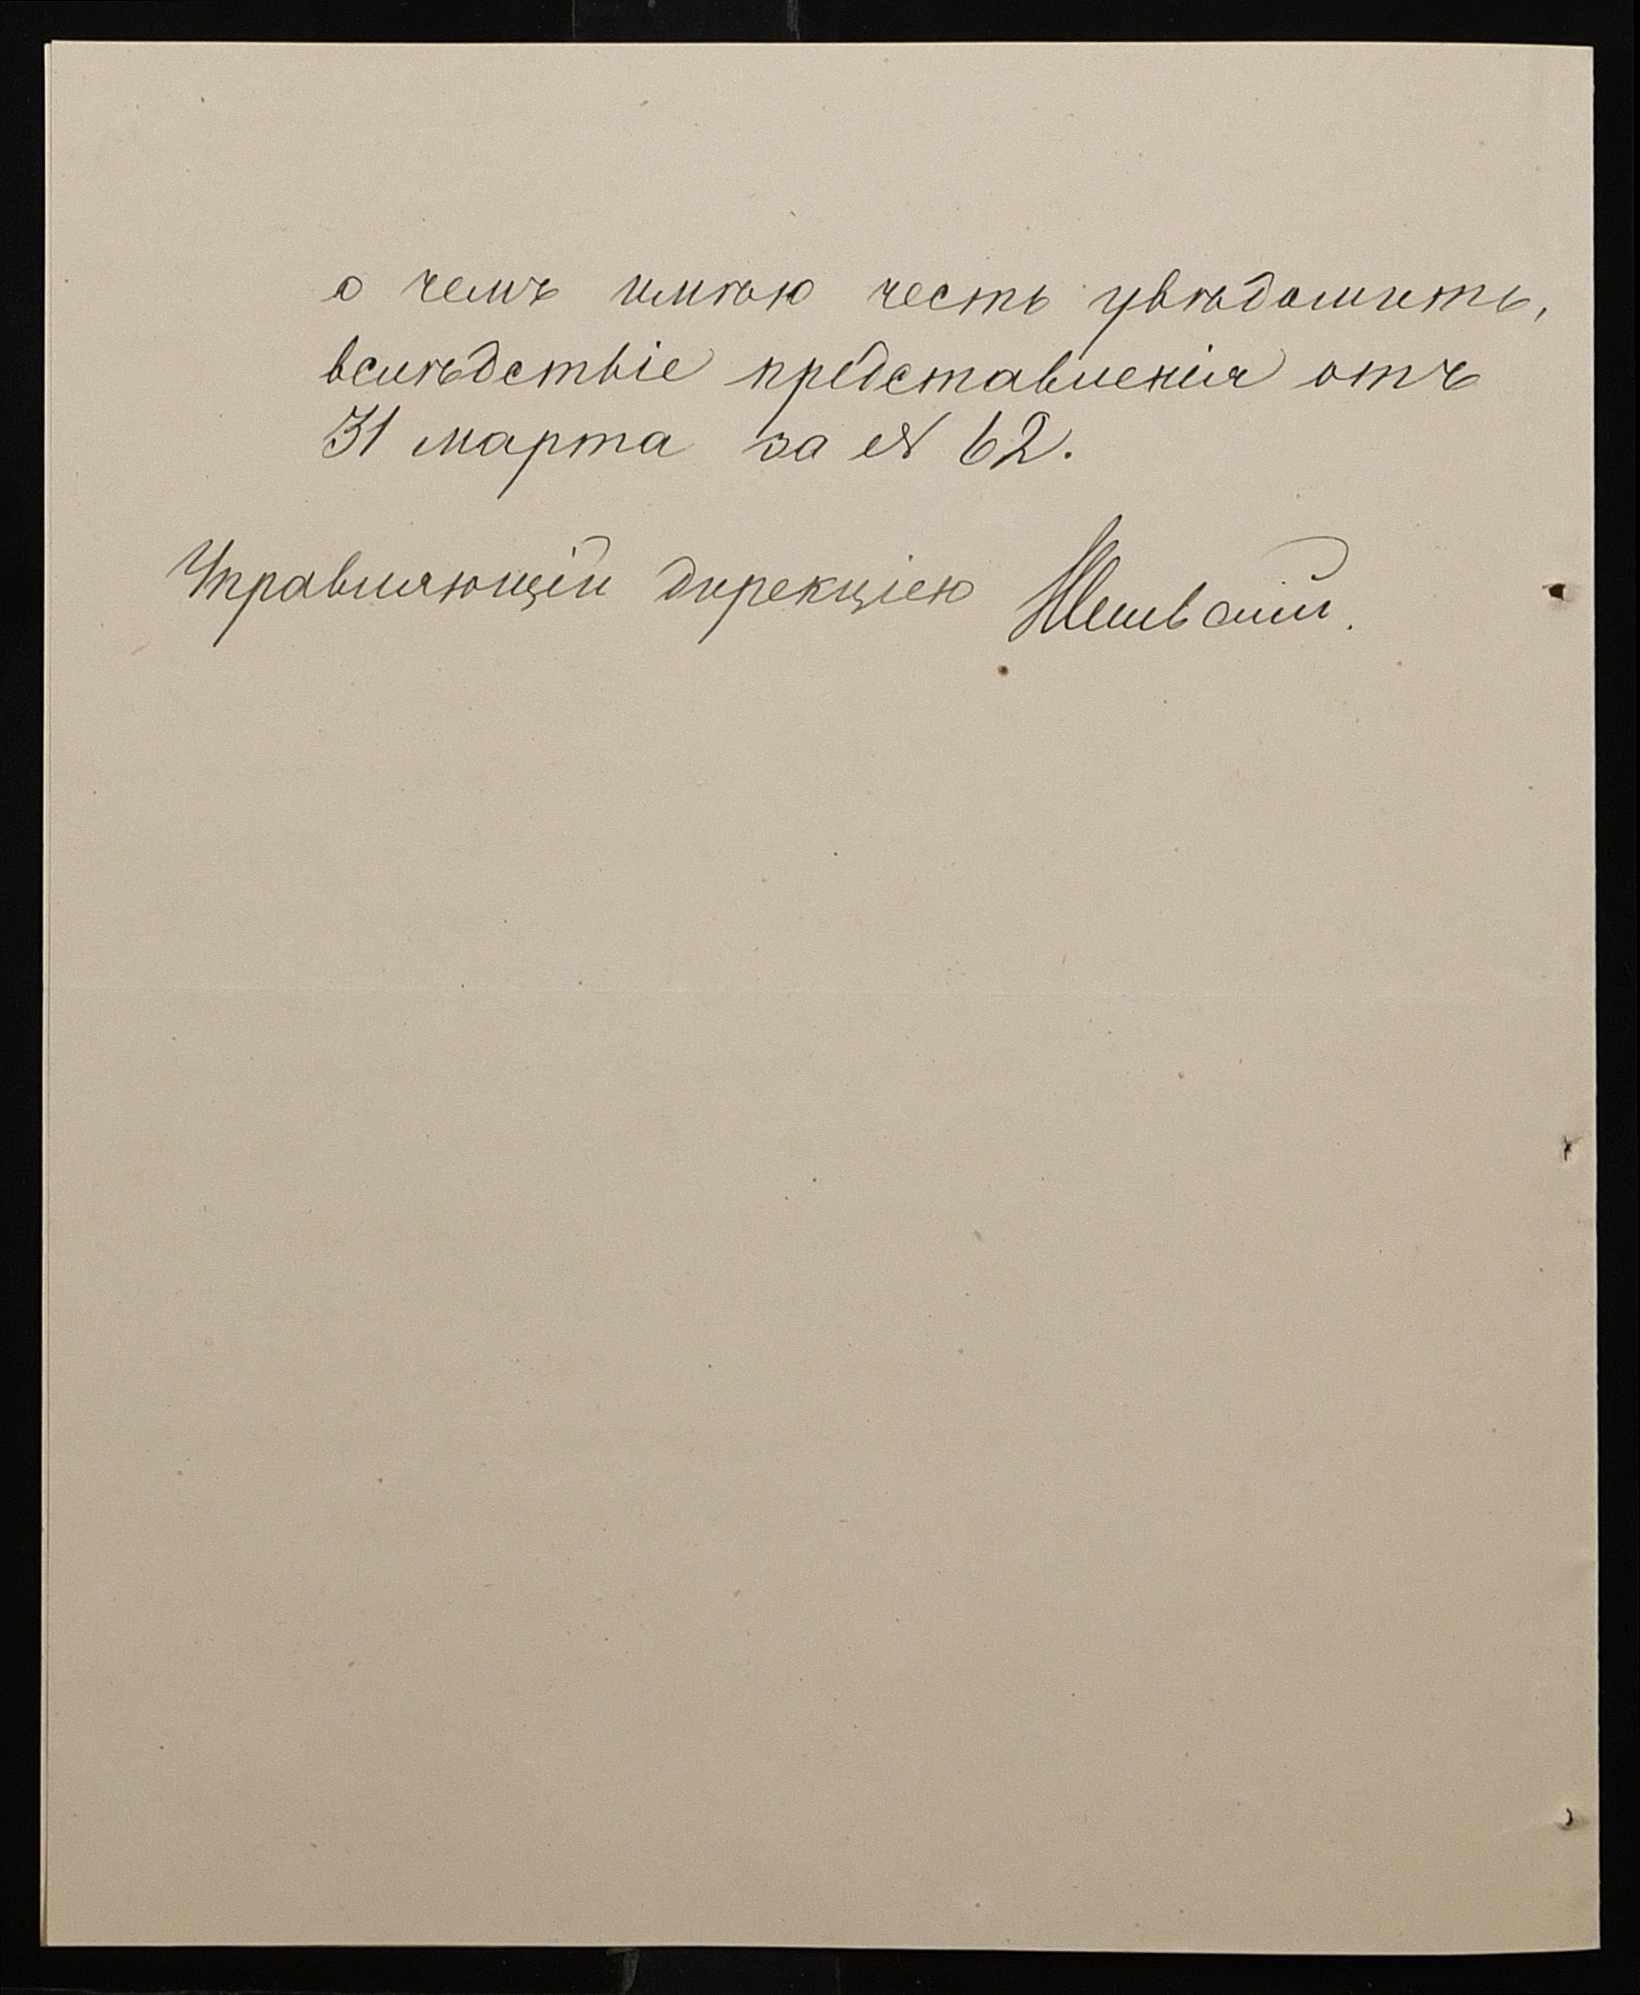 о чемъ имѣю честь увѣдомить,
вслѣдствіе представленія отъ
31 марта за № 62.
Управляющій дирекціею